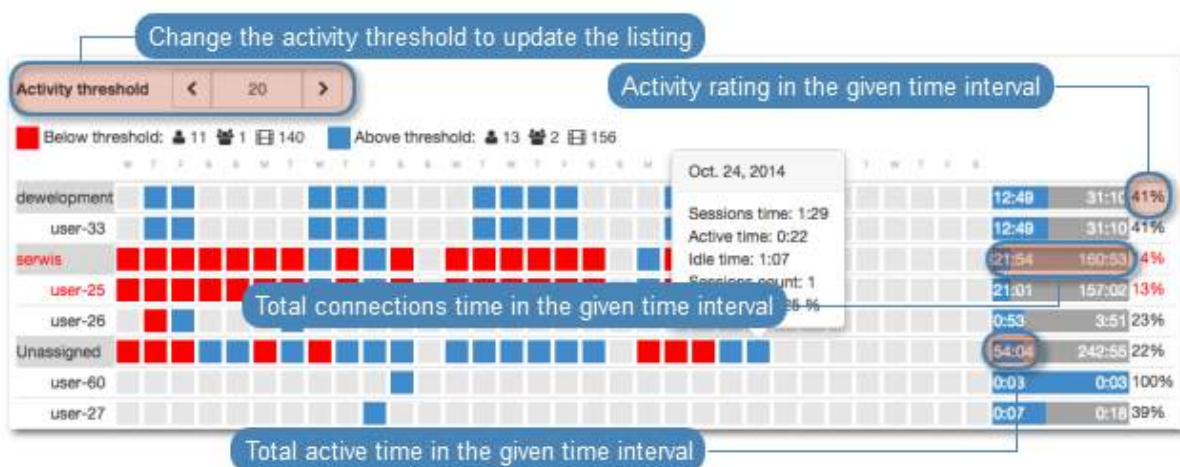 Change the activity threshold to update the listing
Activity threshold 20
Activity rating in the given time interval
Below threshold: 11 1 140 Above threshold: 13 2 156
W T F S S M T W T F S S W T W T F S S M T W T F S
Oct. 24, 2014
Sessions time: 1:29
Active time: 0:22
Idle time: 1:07
Sessions count: 1
25 %
dewelopment 12:49 31:10 41%
user-33 12:49 31:10 41%
serwis 21:54 160:53 4%
user-25 21:01 157:02 13%
Total connections time in the given time interval
user-26 0:53 3:51 23%
Unassigned 54:04 242:55 22%
user-60 0:03 0:03 100%
user-27 0:07 0:18 39%
Total active time in the given time interval